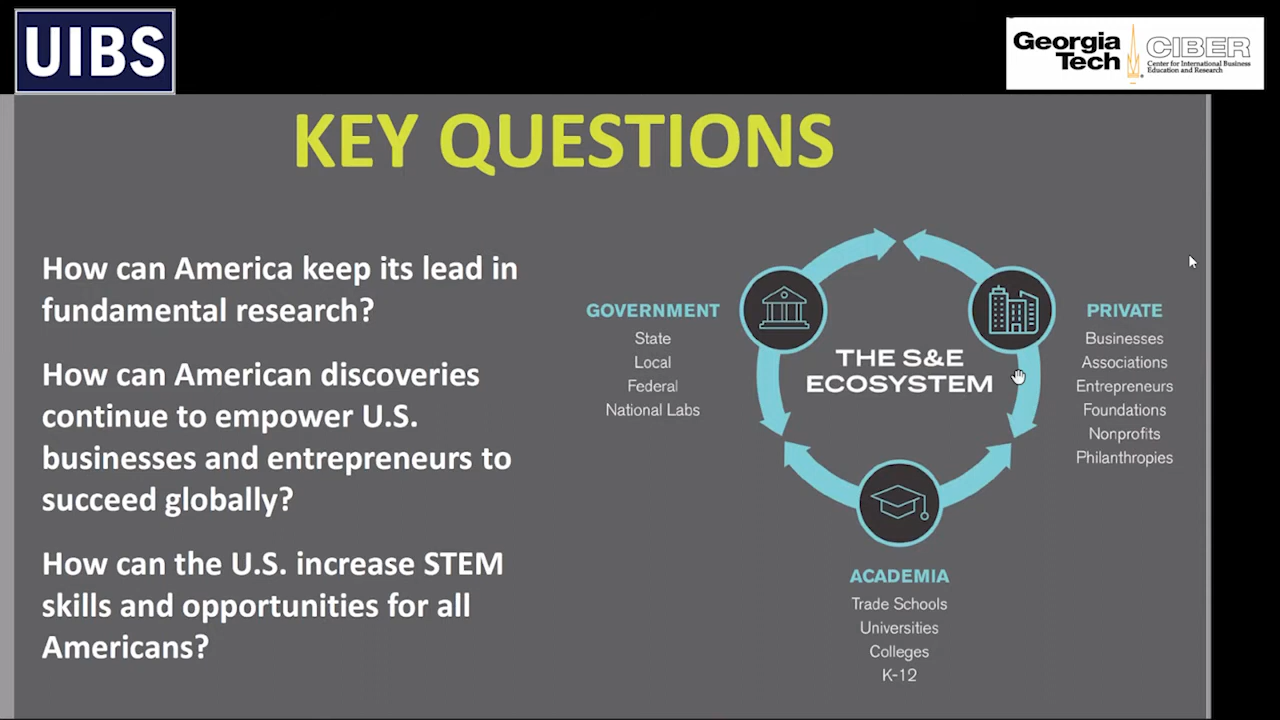 UIBS
Georgia
Tech
CIBER
Center for International Business
Education and Research
KEY QUESTIONS
How can America keep its lead in
fundamental research?
How can American discoveries
continue to empower U.S.
businesses and entrepreneurs to
succeed globally?
How can the U.S. increase STEM
skills and opportunities for all
Americans?
THE S&E
ECOSYSTEM
GOVERNMENT
State
Local
Federal
National Labs
PRIVATE
Businesses
Associations
Entrepreneurs
Foundations
Nonprofits
Philanthropies
ACADEMIA
Trade Schools
Universities
Colleges
K-12